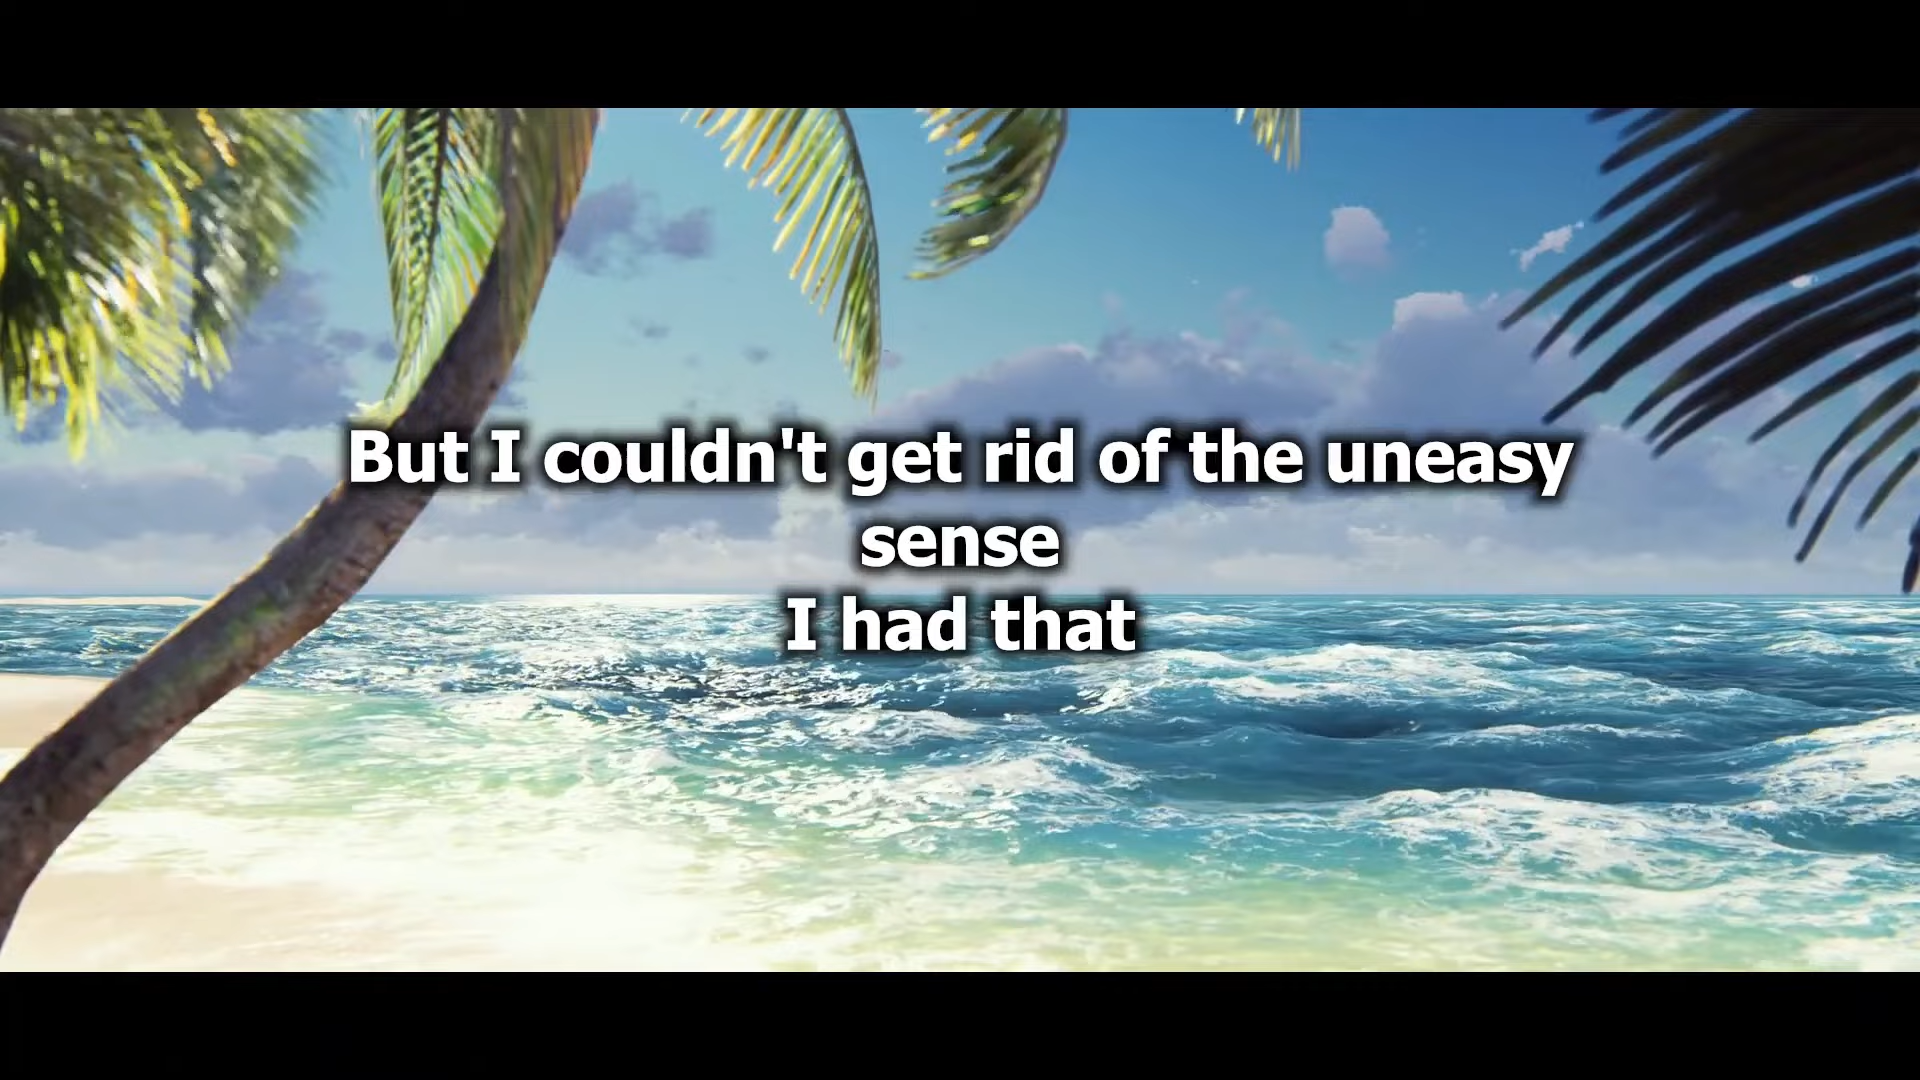 But I couldn't get rid of the uneasy
sense
I had that